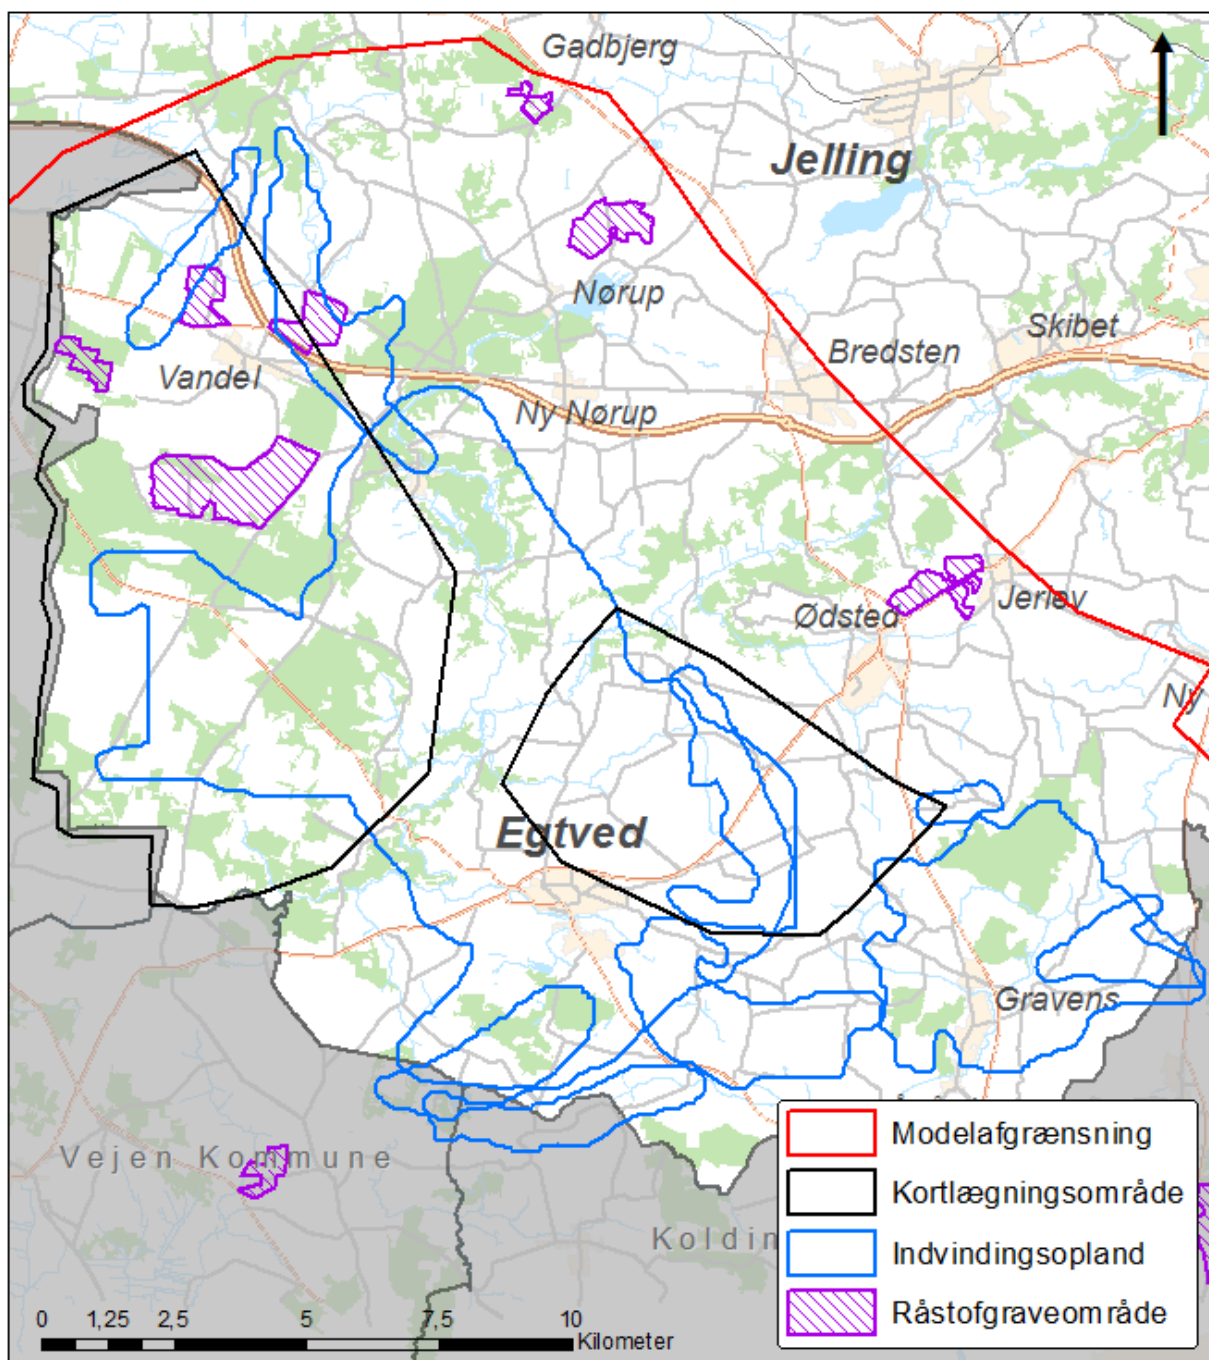 Gadbjerg
Jelling
Nørup
Skibet
Bredsten
Vandel
Ny Nørup
Jerlev
Ødsted
Ny
Egtved
Gravens
Vejen Kommune
Koldin
Modelafgrænsning
Kortlægningsområde
Indvindingsopland
Råstofgraveområde
0 1,25 2,5 5 7,5 10
Kilometer